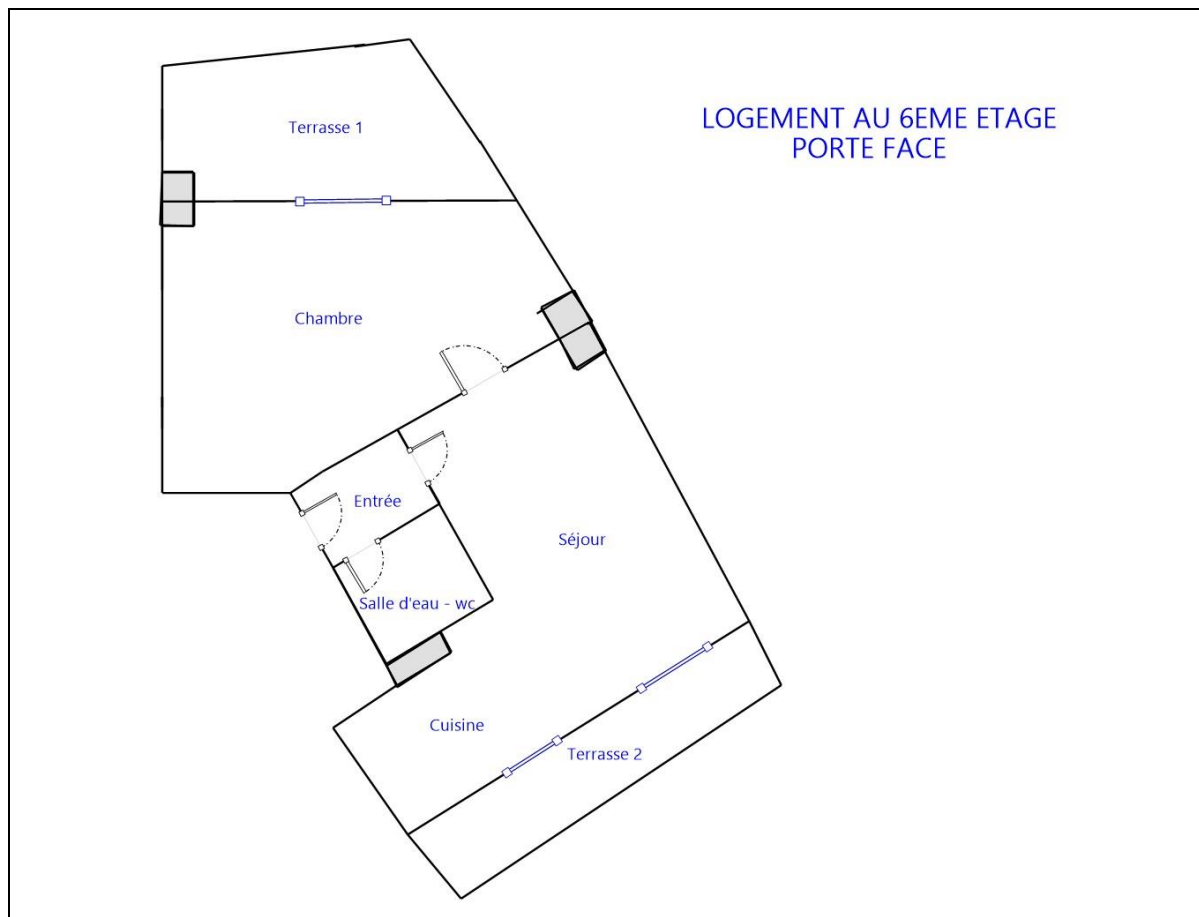 LOGEMENT AU 6EME ETAGE
PORTE FACE
Terrasse 1
Chambre
Entrée
Séjour
Salle d'eau - wc
Cuisine
Terrasse 2